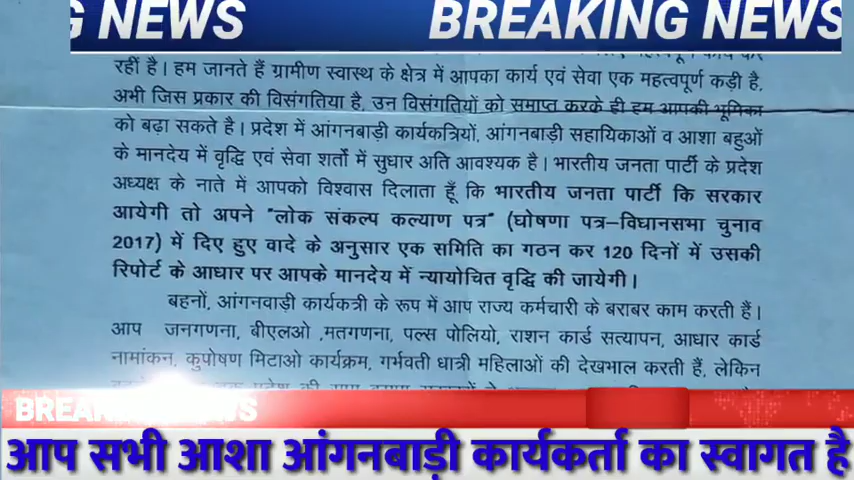 G NEWS
BREAKING NEWS
रहीं है। हम जानते हैं ग्रामीण स्वास्थ के क्षेत्र में आपका कार्य एवं सेवा एक महत्वपूर्ण कड़ी है,
अभी जिस प्रकार की विसंगतिया है, उन विसंगतियों को समाप्त करके ही हम आपकी भूमिका
को बढ़ा सकते है। प्रदेश में आंगनबाड़ी कार्यकत्रियों, आंगनबाड़ी सहायिकाओं व आशा बहुओं
के मानदेय में वृद्धि एवं सेवा शर्तो में सुधार अति आवश्यक है। भारतीय जनता पार्टी के प्रदेश
अध्यक्ष के नाते में आपको विश्वास दिलाता हूँ कि भारतीय जनता पार्टी कि सरकार
आयेगी तो अपने "लोक संकल्प कल्याण पत्र" (घोषणा पत्र–विधानसभा चुनाव
2017) में दिए हुए वादे के अनुसार एक समिति का गठन कर 120 दिनों में उसकी
रिपोर्ट के आधार पर आपके मानदेय में न्यायोचित वृद्धि की जायेगी।
बहनों, आंगनवाड़ी कार्यकत्री के रूप में आप राज्य कर्मचारी के बराबर काम करती हैं।
आप जनगणना, बीएलओ ,मतगणना, पल्स पोलियो, राशन कार्ड सत्यापन, आधार कार्ड
नामांकन, कुपोषण मिटाओ कार्यक्रम, गर्भवती धात्री महिलाओं की देखभाल करती हैं, लेकिन
BREAKING NEWS
आप सभी आशा आंगनबाड़ी कार्यकर्ता का स्वागत है